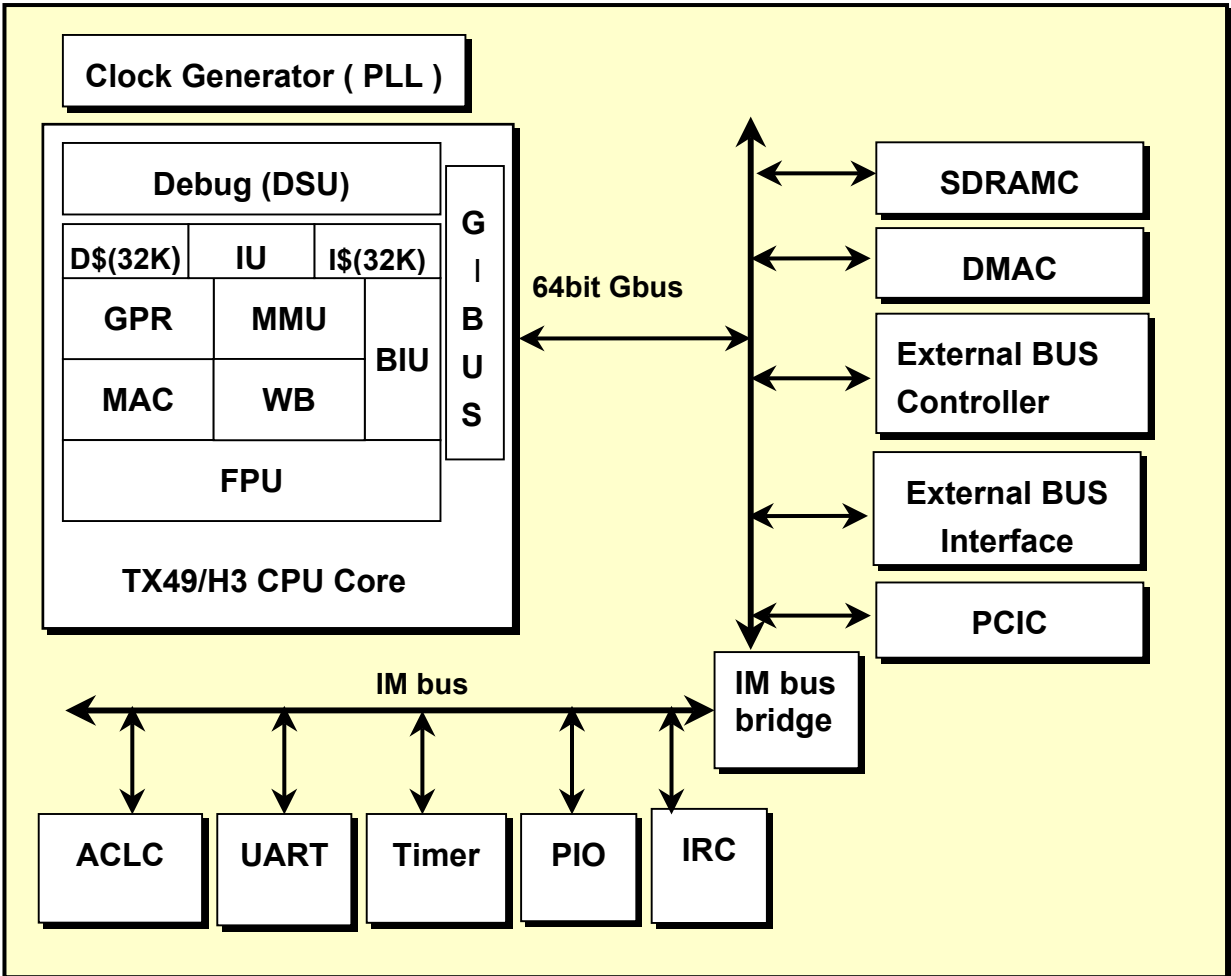 Clock Generator ( PLL )
Debug (DSU)
D$(32K)
IU
I$(32K)
GPR
MMU
BIU
MAC
WB
FPU
G
I
B
U
S
TX49/H3 CPU Core
64bit Gbus
SDRAMC
DMAC
External BUS
Controller
External BUS
Interface
PCIC
IM bus
bridge
IM bus
ACLC
UART
Timer
PIO
IRC